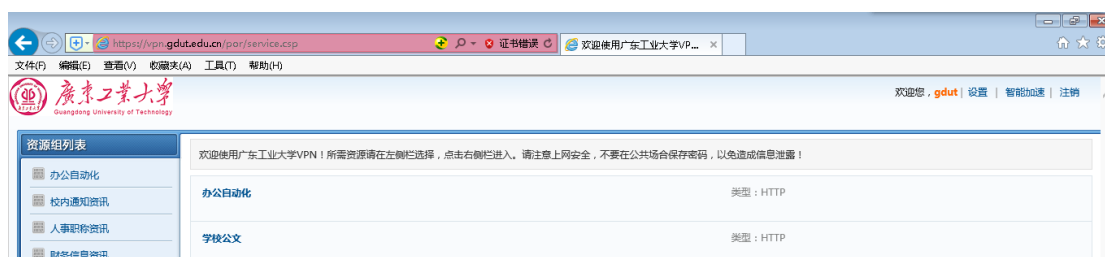 https://vpn.gdut.edu.cn/por/service.csp
证书错误
欢迎使用广东工业大学VP...
文件(F) 编辑(E) 查看(V) 收藏夹(A) 工具(T) 帮助(H)
廣東工業大學
Guangdong University of Technology
欢迎您，gdut | 设置 | 智能加速 | 注销
资源组列表
欢迎使用广东工业大学VPN！所需资源请在左侧栏选择，点击右侧栏进入。请注意上网安全，不要在公共场合保存密码，以免造成信息泄露！
办公自动化
办公自动化 类型：HTTP
校内通知资讯
人事职称资讯
学校公文 类型：HTTP
财务信息资讯